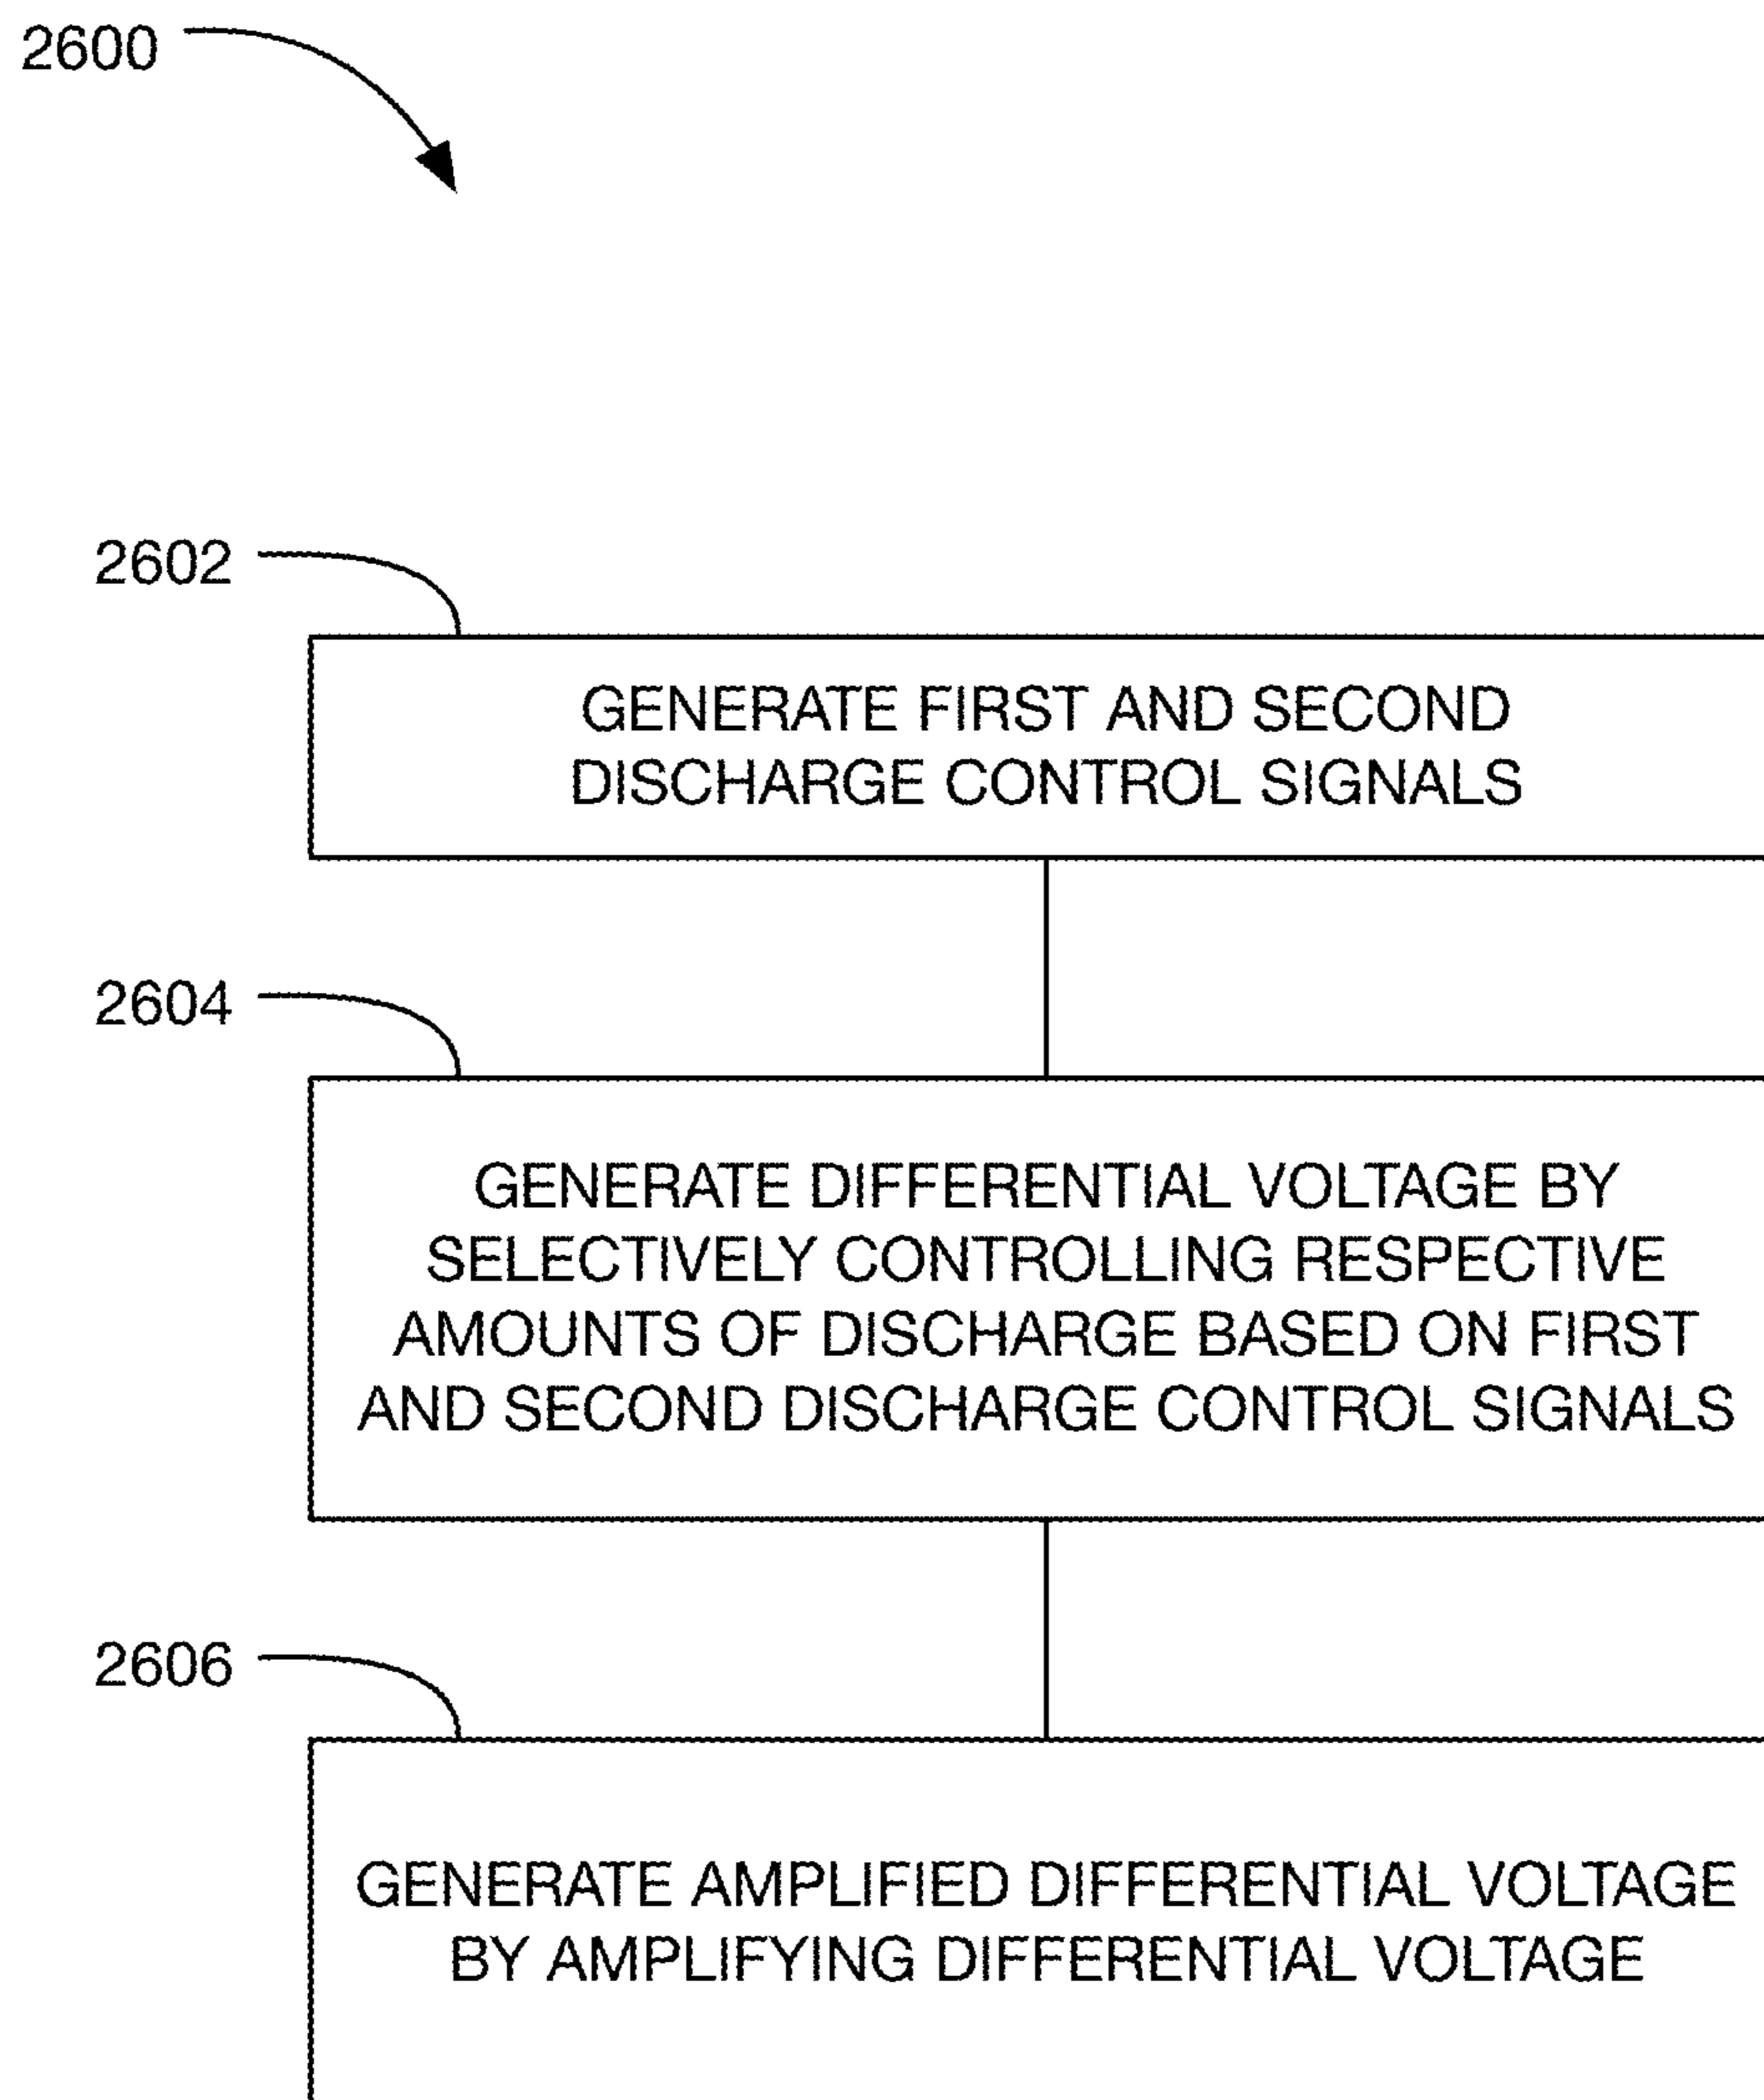 2600
2602
GENERATE FIRST AND SECOND
DISCHARGE CONTROL SIGNALS
2604
GENERATE DIFFERENTIAL VOLTAGE BY
SELECTIVELY CONTROLLING RESPECTIVE
AMOUNTS OF DISCHARGE BASED ON FIRST
AND SECOND DISCHARGE CONTROL SIGNALS
2606
GENERATE AMPLIFIED DIFFERENTIAL VOLTAGE
BY AMPLIFYING DIFFERENTIAL VOLTAGE